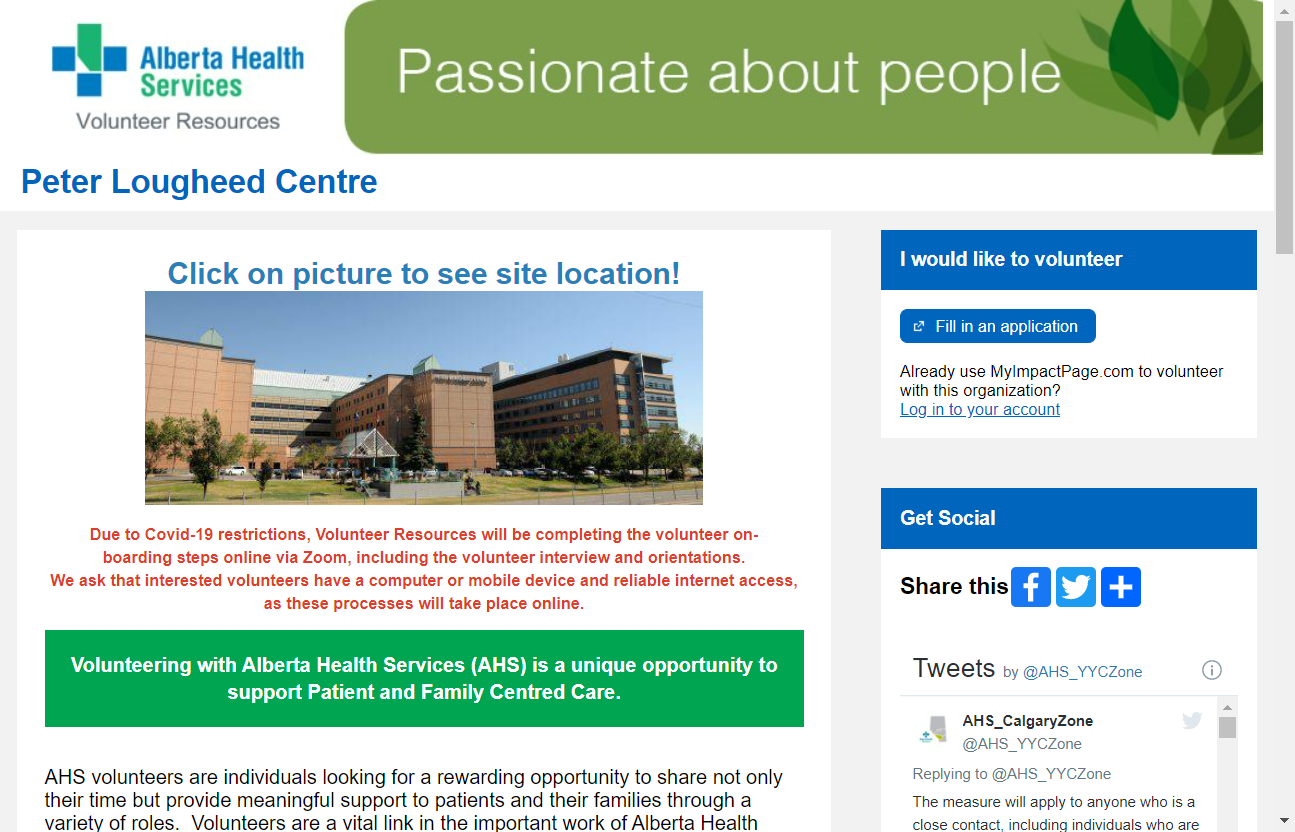 Alberta Health
Services
Volunteer Resources
Passionate about people
Peter Lougheed Centre
Click on picture to see site location!
Due to Covid-19 restrictions, Volunteer Resources will be completing the volunteer on-
boarding steps online via Zoom, including the volunteer interview and orientations.
We ask that interested volunteers have a computer or mobile device and reliable internet access,
as these processes will take place online.
Volunteering with Alberta Health Services (AHS) is a unique opportunity to
support Patient and Family Centred Care.
AHS volunteers are individuals looking for a rewarding opportunity to share not only
their time but provide meaningful support to patients and their families through a
variety of roles.  Volunteers are a vital link in the important work of Alberta Health
I would like to volunteer
Fill in an application
Already use MyImpactPage.com to volunteer
with this organization?
Log in to your account
Get Social
Share this
Tweets by @AHS_YYCZone
AHS_CalgaryZone
@AHS_YYCZone
Replying to @AHS_YYCZone
The measure will apply to anyone who is a
close contact, including individuals who are